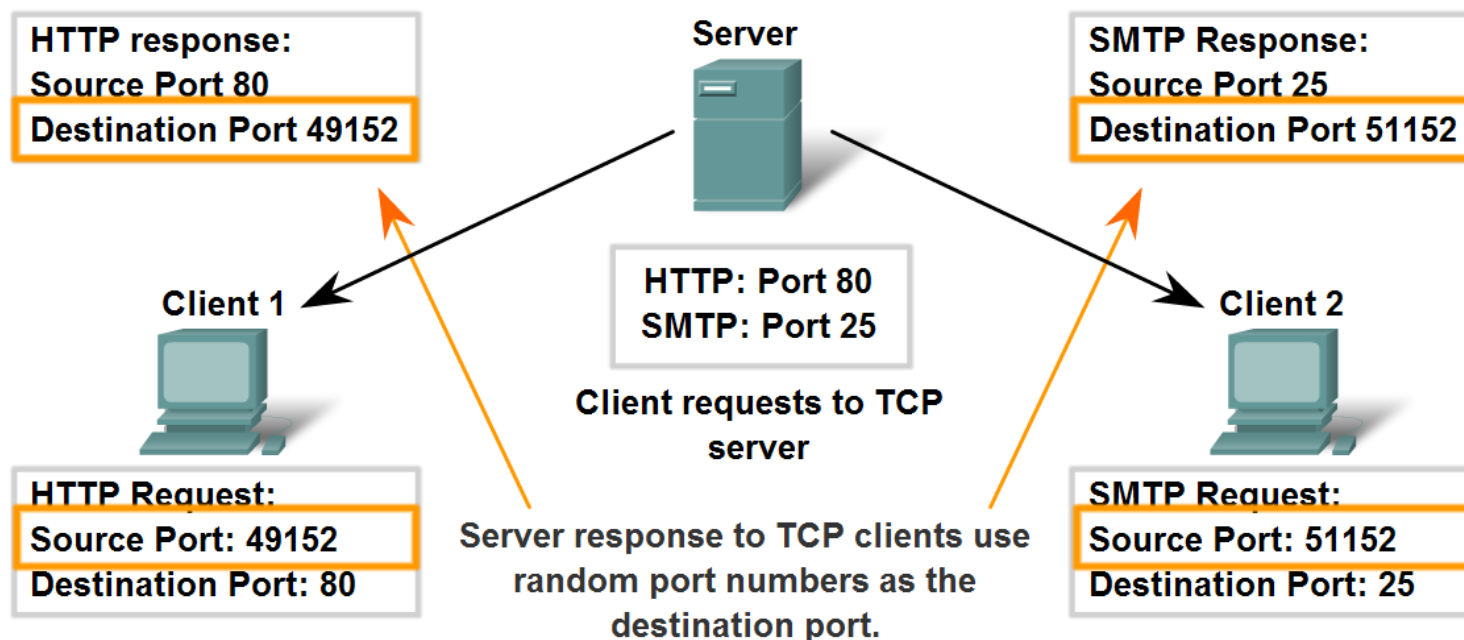 HTTP response:
Source Port 80
Destination Port 49152
Server
SMTP Response:
Source Port 25
Destination Port 51152
HTTP: Port 80
SMTP: Port 25
Client 1
Client 2
Client requests to TCP
server
HTTP Request:
Source Port: 49152
Destination Port: 80
Server response to TCP clients use
random port numbers as the
destination port.
SMTP Request:
Source Port: 51152
Destination Port: 25